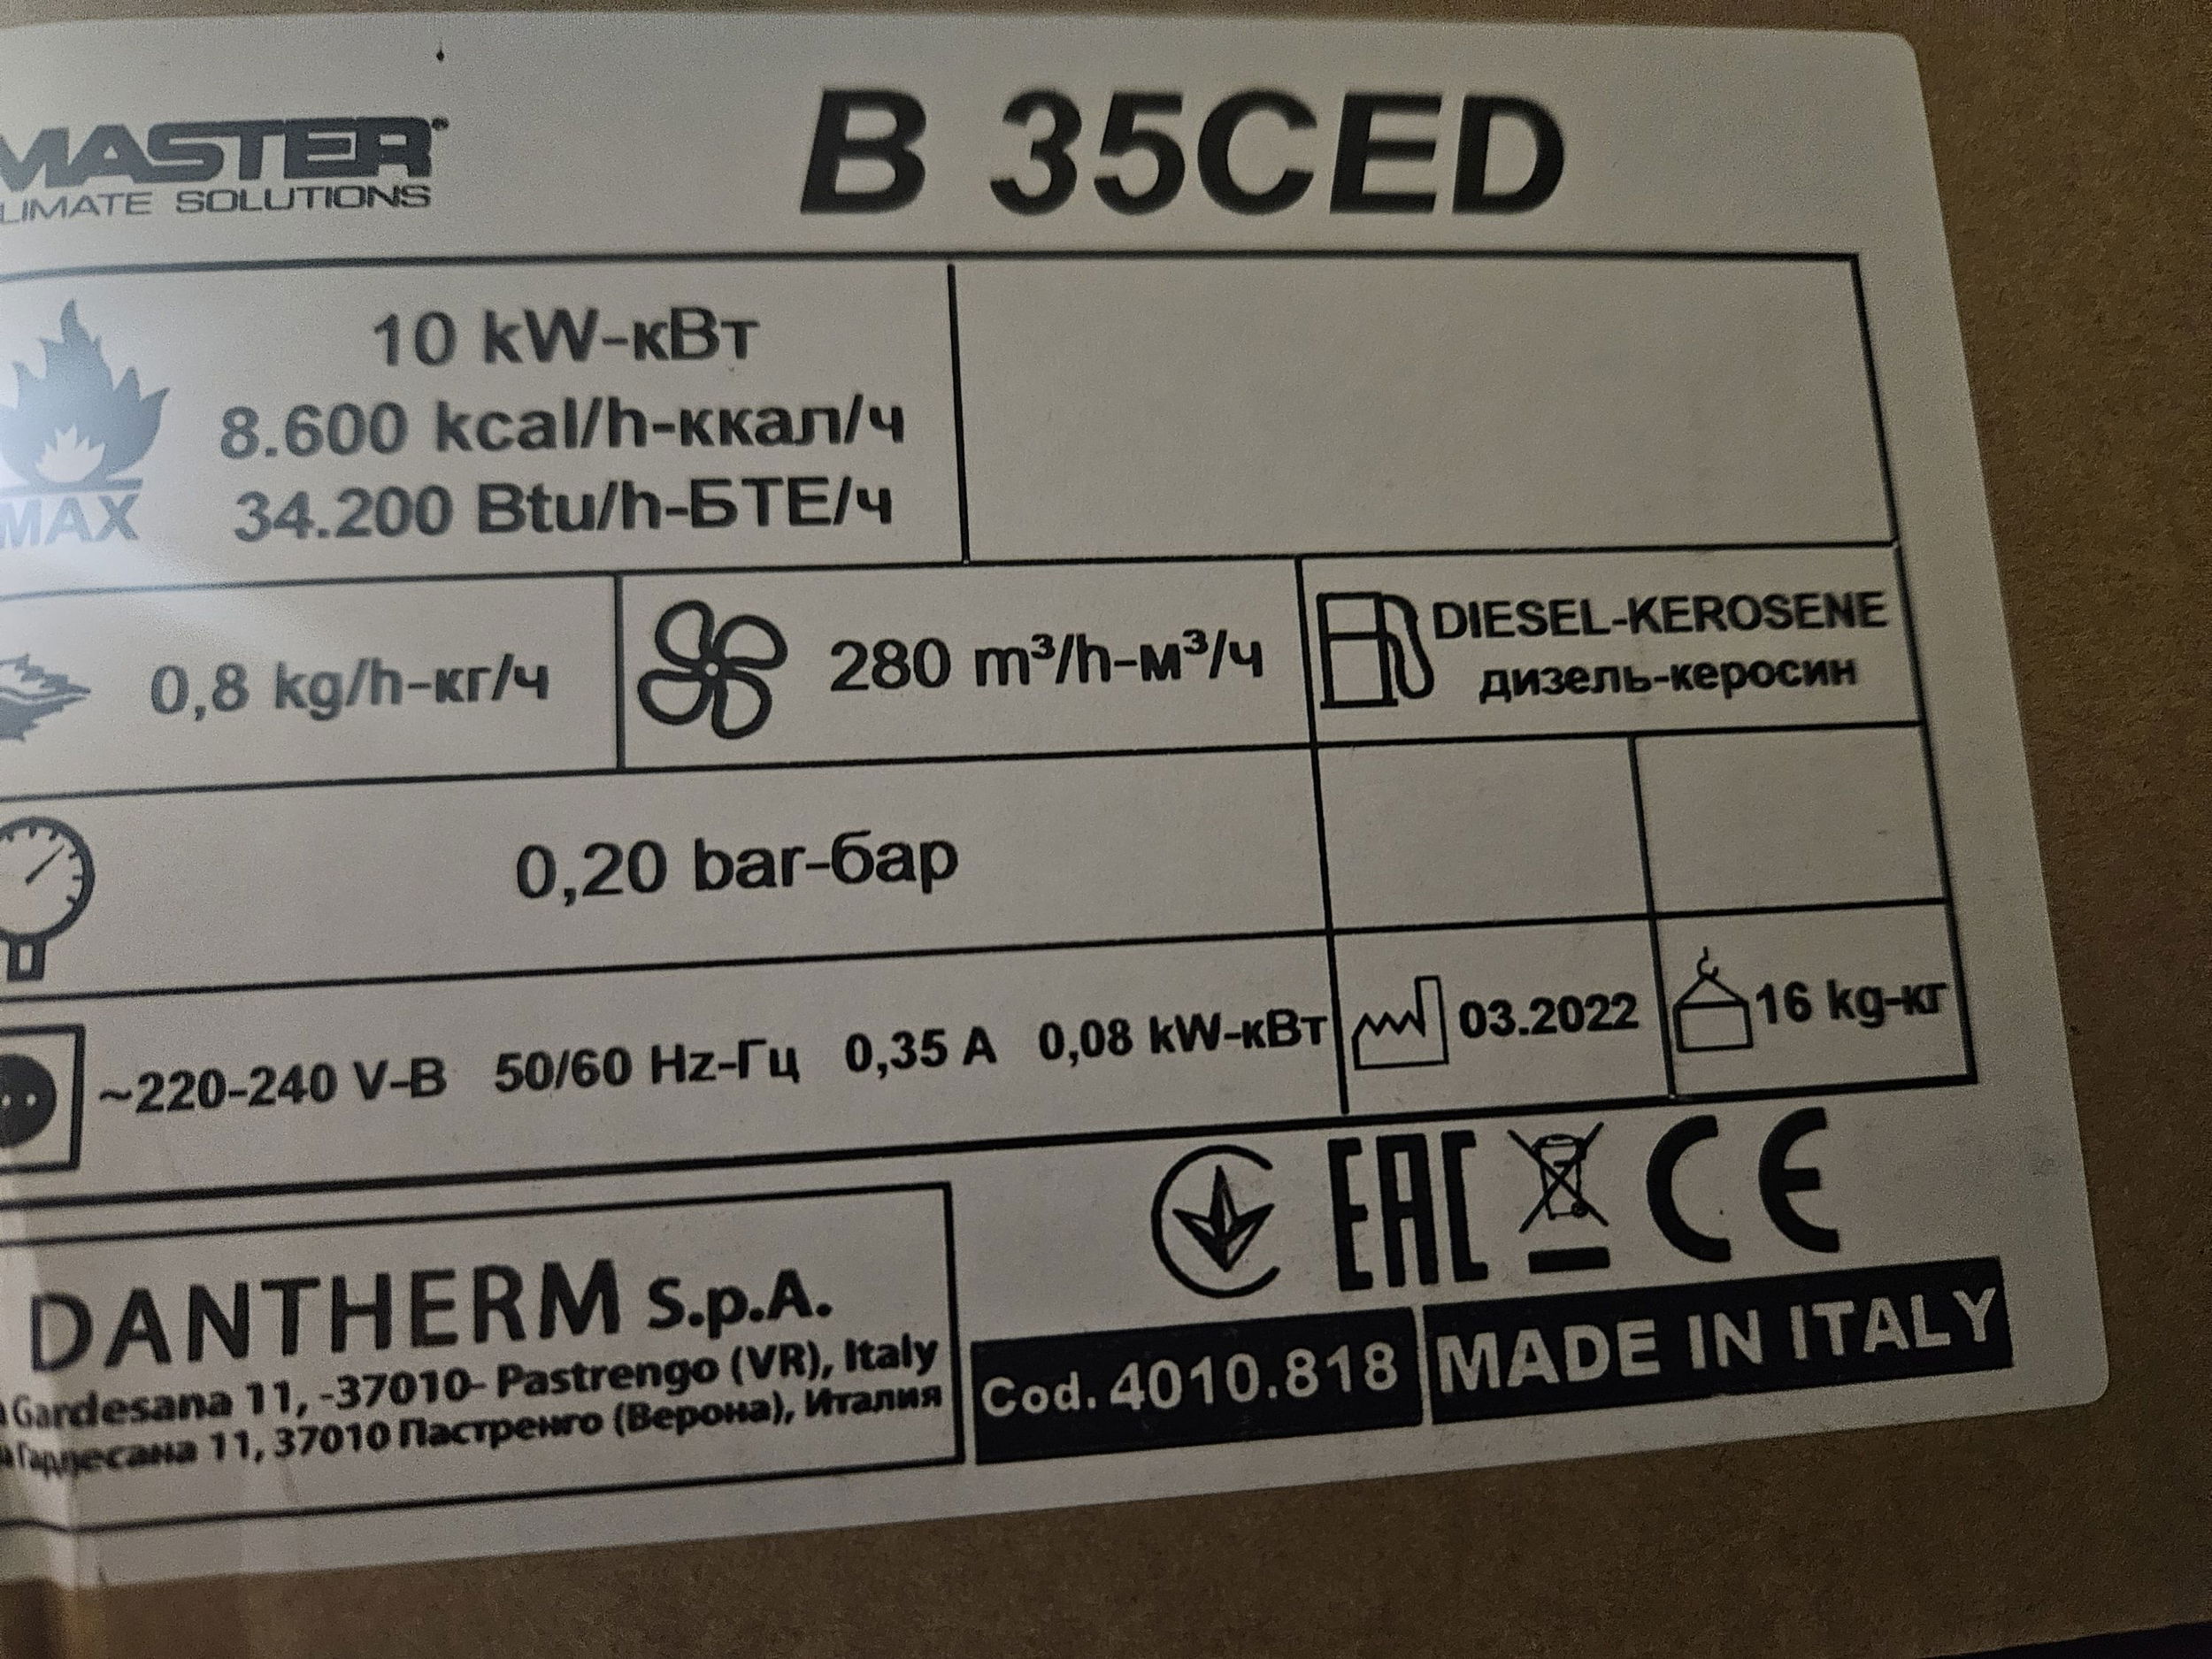 MASTER®
B 35CED
LIMATE SOLUTIONS
10 kW-кВт
8.600 kcal/h-ккал/ч
34.200 Btu/h-БТЕ/ч
MAX
0,8 kg/h-кг/ч
280 m³/h-м³/ч
DIESEL-KEROSENE
дизель-керосин
0,20 bar-бар
~220-240 V-В 50/60 Hz-Гц 0,35 A 0,08 kW-кВт
03.2022
16 kg-кг
EAC
CE
DANTHERM S.p.A.
Gardesana 11, -37010- Pastrengo (VR), Italy
Гардесана 11, 37010 Пастренго (Верона), Италия
Cod. 4010.818
MADE IN ITALY